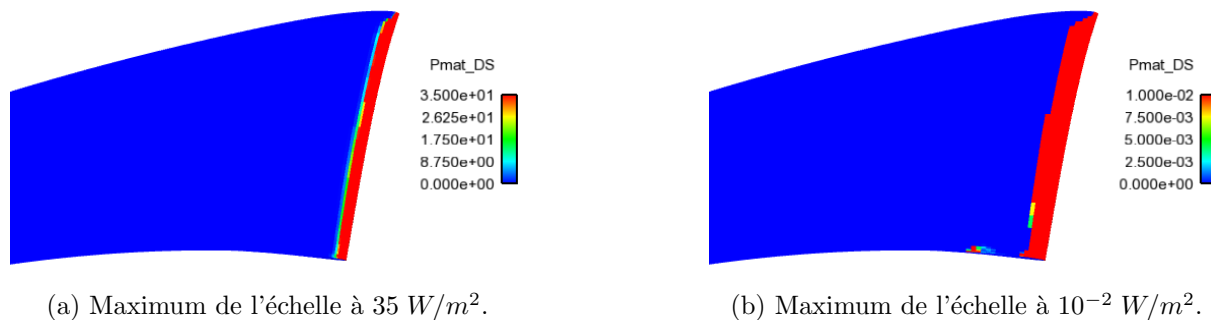 Pmat_DS
3.500e+01
2.625e+01
1.750e+01
8.750e+00
0.000e+00
Pmat_DS
1.000e-02
7.500e-03
5.000e-03
2.500e-03
0.000e+00
(a) Maximum de l'échelle à 35 W/m².
(b) Maximum de l'échelle à 10⁻² W/m².